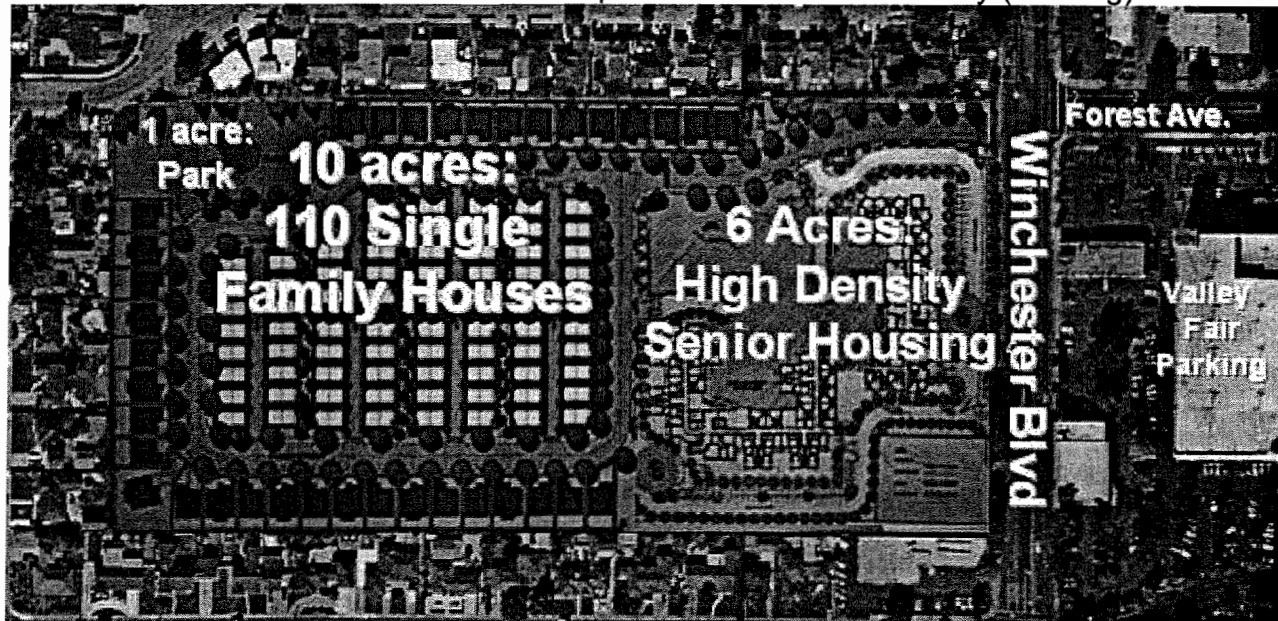 1 acre:
Park
10 acres:
110 Single
Family Houses
6 Acres:
High Density
Senior Housing
Winchester Blvd
Forest Ave.
Valley
Fair
Parking